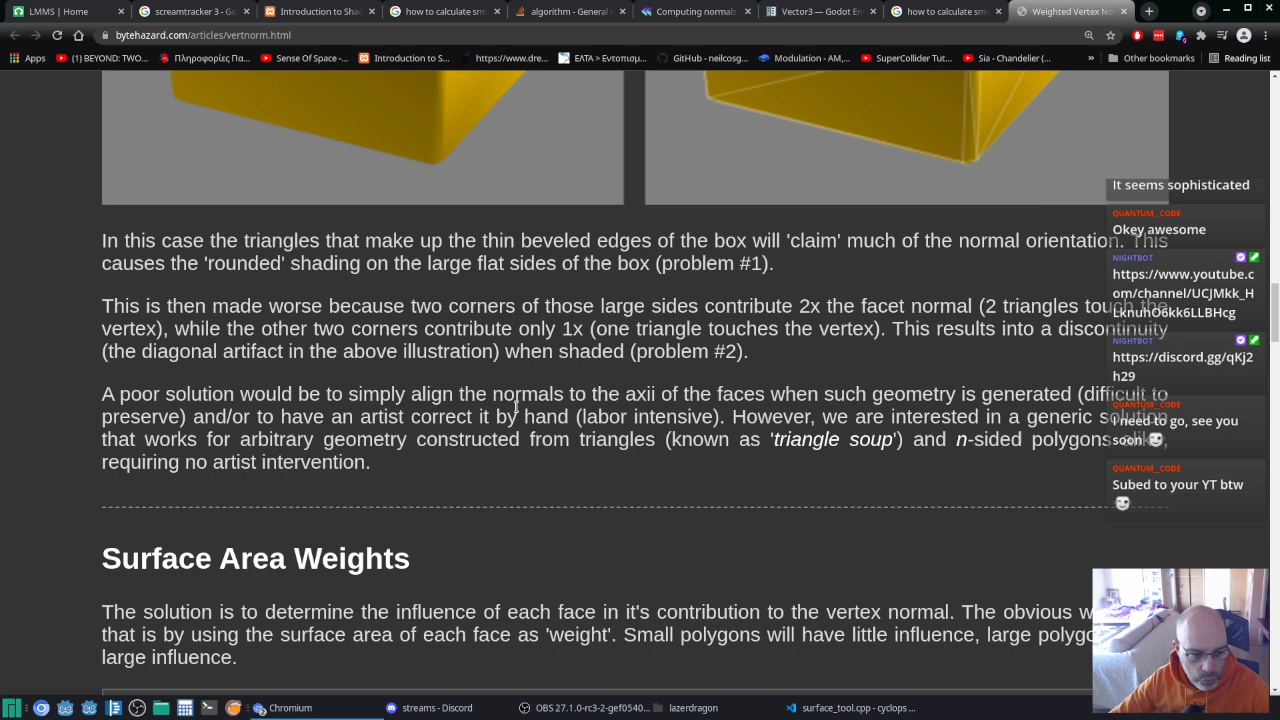 LMMS | Home
screamtracker 3 - Go
Introduction to Shad
how to calculate smo
algorithm - General m
Computing normals
Vector3 — Godot En
how to calculate smo
Weighted Vertex No
bytehazard.com/articles/vertnorm.html
Apps
(1) BEYOND: TWO...
Πληροφορίες Πα...
Sense Of Space -...
Introduction to S...
https://www.dre...
ΕΛΤΑ > Εντοπισμ...
GitHub - neilcosg...
Modulation - AM,...
SuperCollider Tut...
Sia - Chandelier (...
»
Other bookmarks
Reading list
In this case the triangles that make up the thin beveled edges of the box will 'claim' much of the normal orientation. This
causes the 'rounded' shading on the large flat sides of the box (problem #1).
This is then made worse because two corners of those large sides contribute 2x the facet normal (2 triangles touch the
vertex), while the other two corners contribute only 1x (one triangle touches the vertex). This results into a discontinuity
(the diagonal artifact in the above illustration) when shaded (problem #2).
A poor solution would be to simply align the normals to the axii of the faces when such geometry is generated (difficult to
preserve) and/or to have an artist correct it by hand (labor intensive). However, we are interested in a generic solution
that works for arbitrary geometry constructed from triangles (known as 'triangle soup') and n-sided polygons alike,
requiring no artist intervention.
Surface Area Weights
The solution is to determine the influence of each face in it's contribution to the vertex normal. The obvious w
that is by using the surface area of each face as 'weight'. Small polygons will have little influence, large polygo
large influence.
It seems sophisticated
QUANTUM_CODE
Okey awesome
NIGHTBOT
https://www.youtube.c
om/channel/UCJMkk_H
LknuhO6kk6LLBHcg
NIGHTBOT
https://discord.gg/qKj2
h29
QUANTUM_CODE
I need to go, see you
soon
QUANTUM_CODE
Subed to your YT btw
Chromium
streams - Discord
OBS 27.1.0-rc3-2-gef0540...
lazerdragon
surface_tool.cpp - cyclops ...